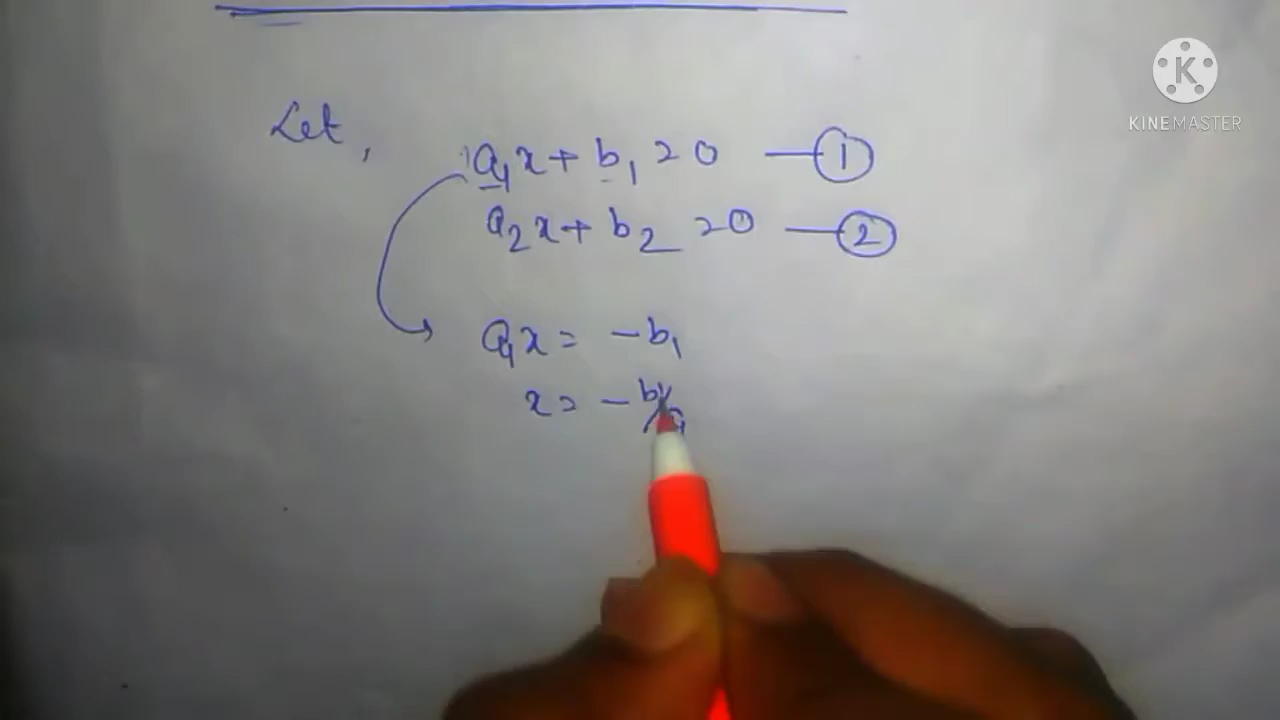 Let,
a₁x + b₁ = 0 — ①
a₂x + b₂ = 0 — ②
a₁x = -b₁
x = -b₁/a₁
KINEMASTER